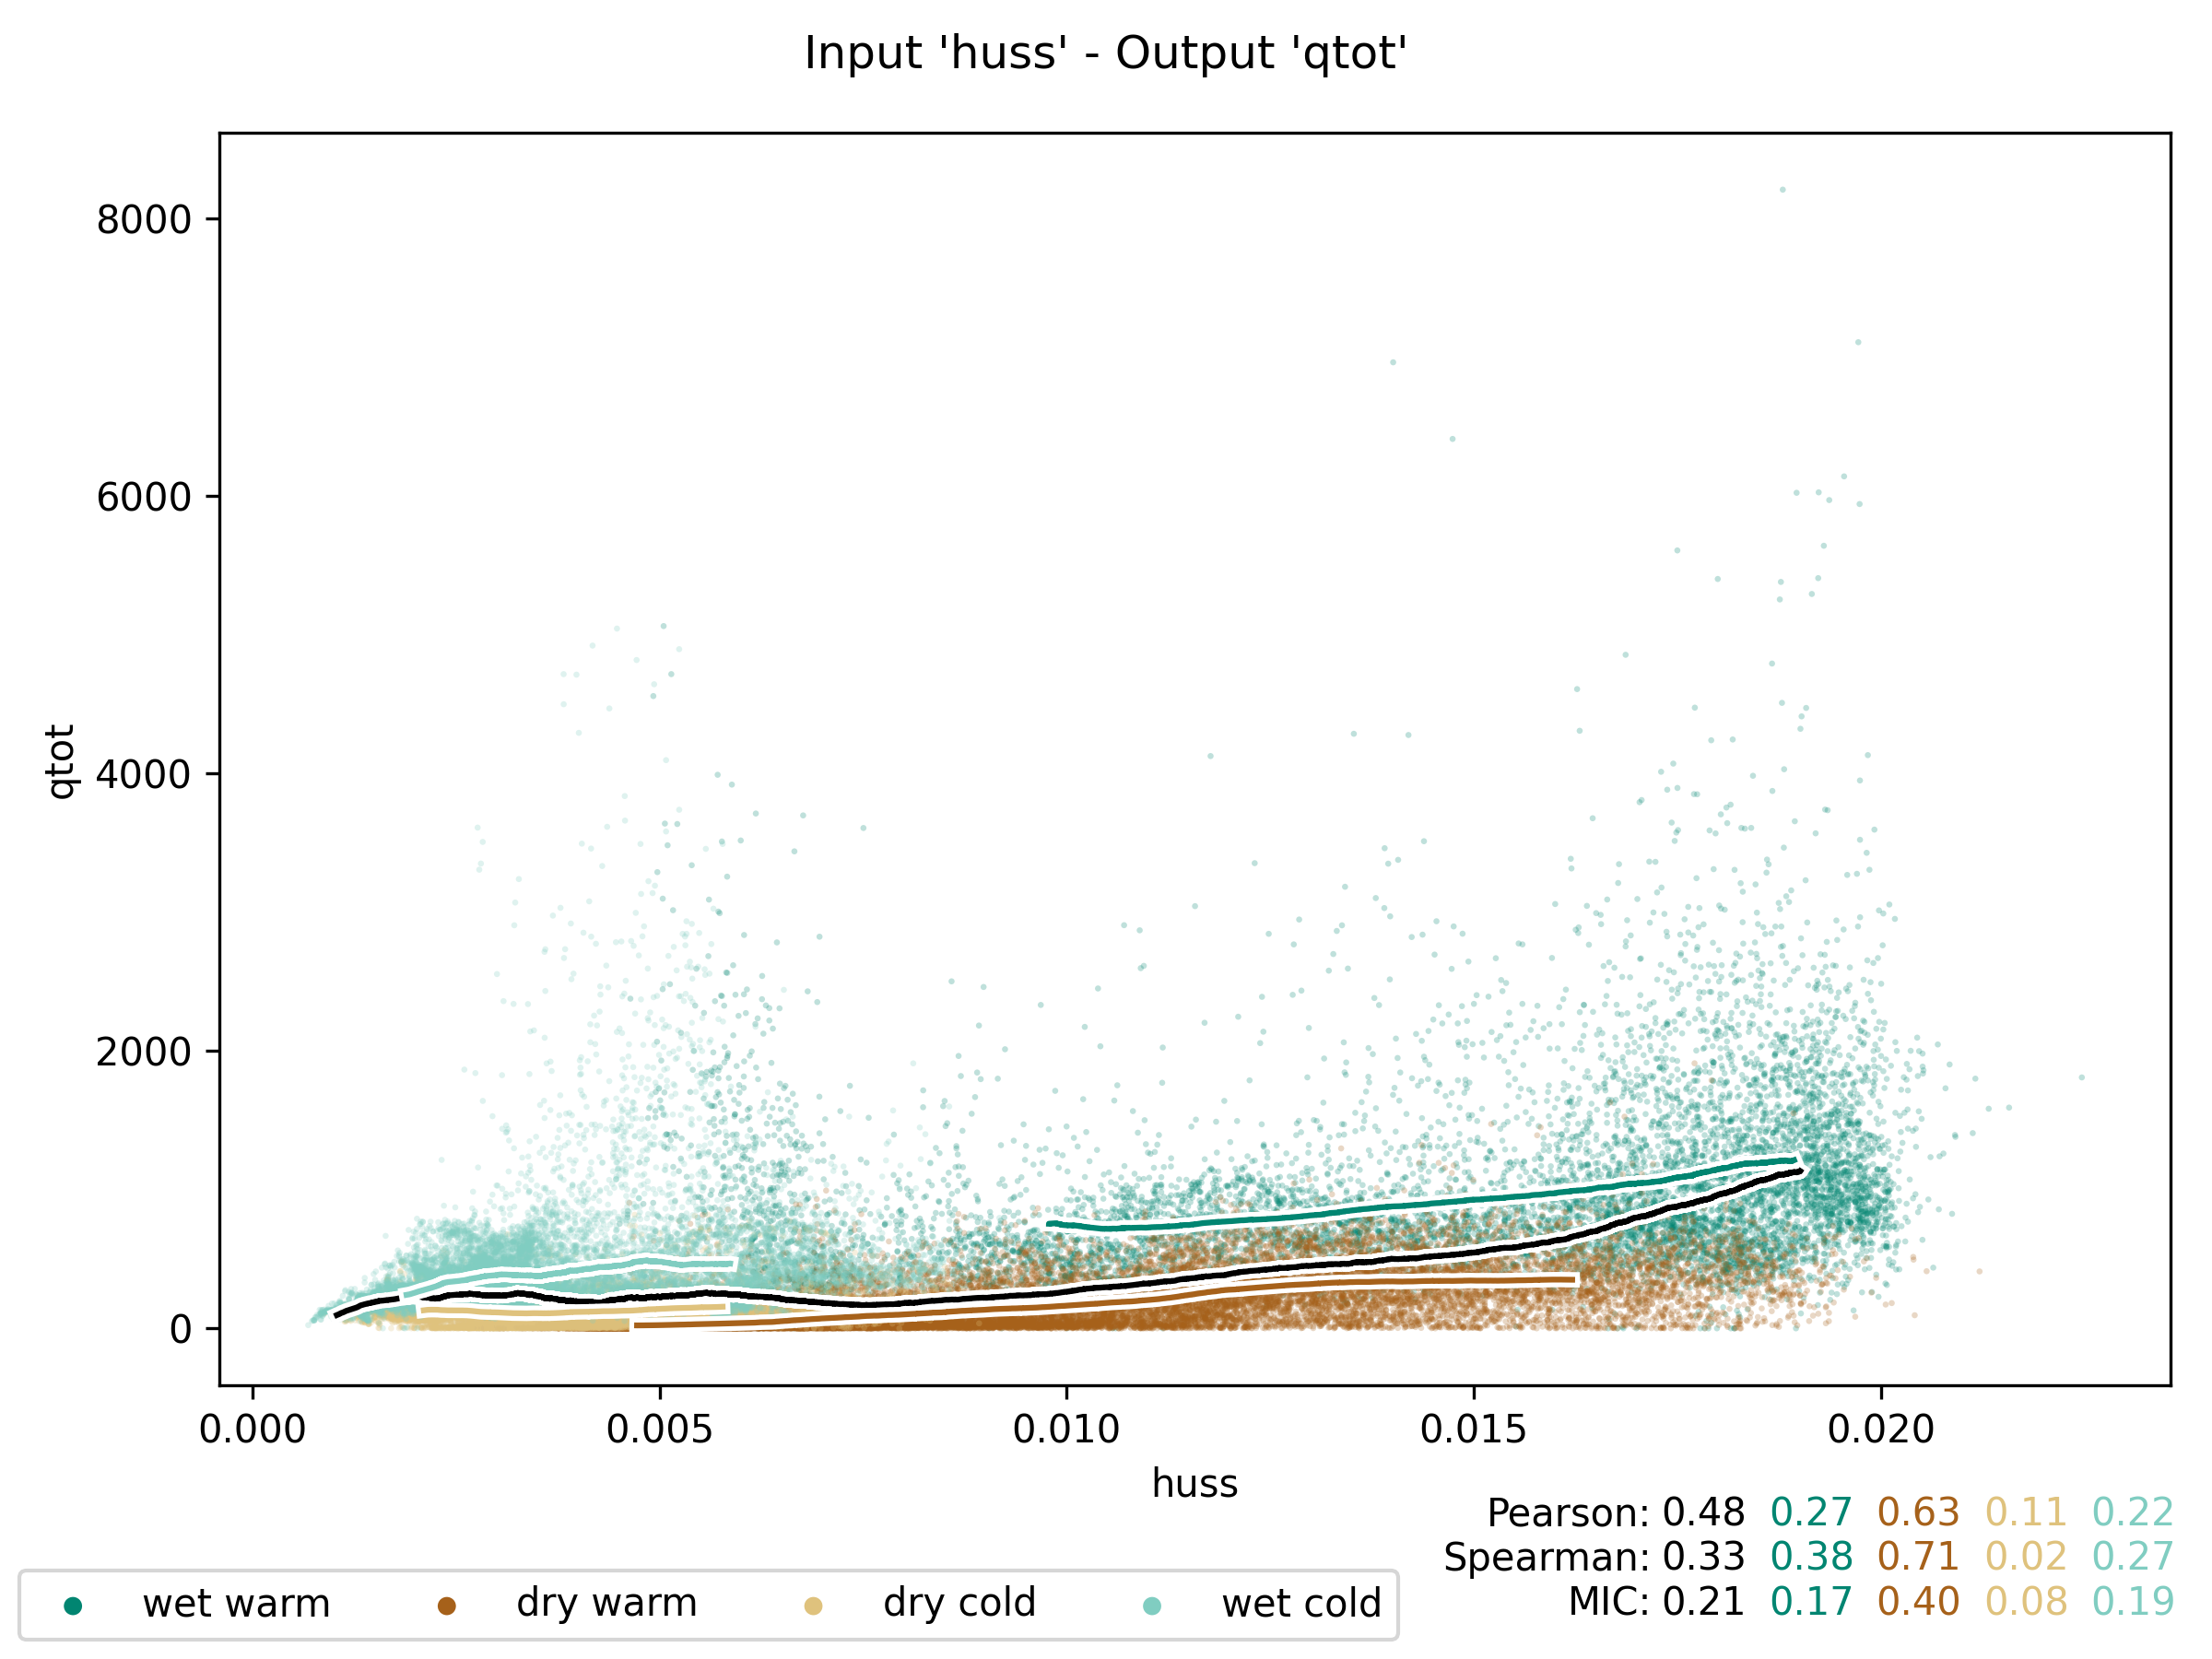 Input 'huss' - Output 'qtot'
8000
6000
4000
2000
0
qtot
0.000 0.005 0.010 0.015 0.020
huss
Pearson: 0.48 0.27 0.63 0.11 0.22
Spearman: 0.33 0.38 0.71 0.02 0.27
MIC: 0.21 0.17 0.40 0.08 0.19
wet warm dry warm dry cold wet cold